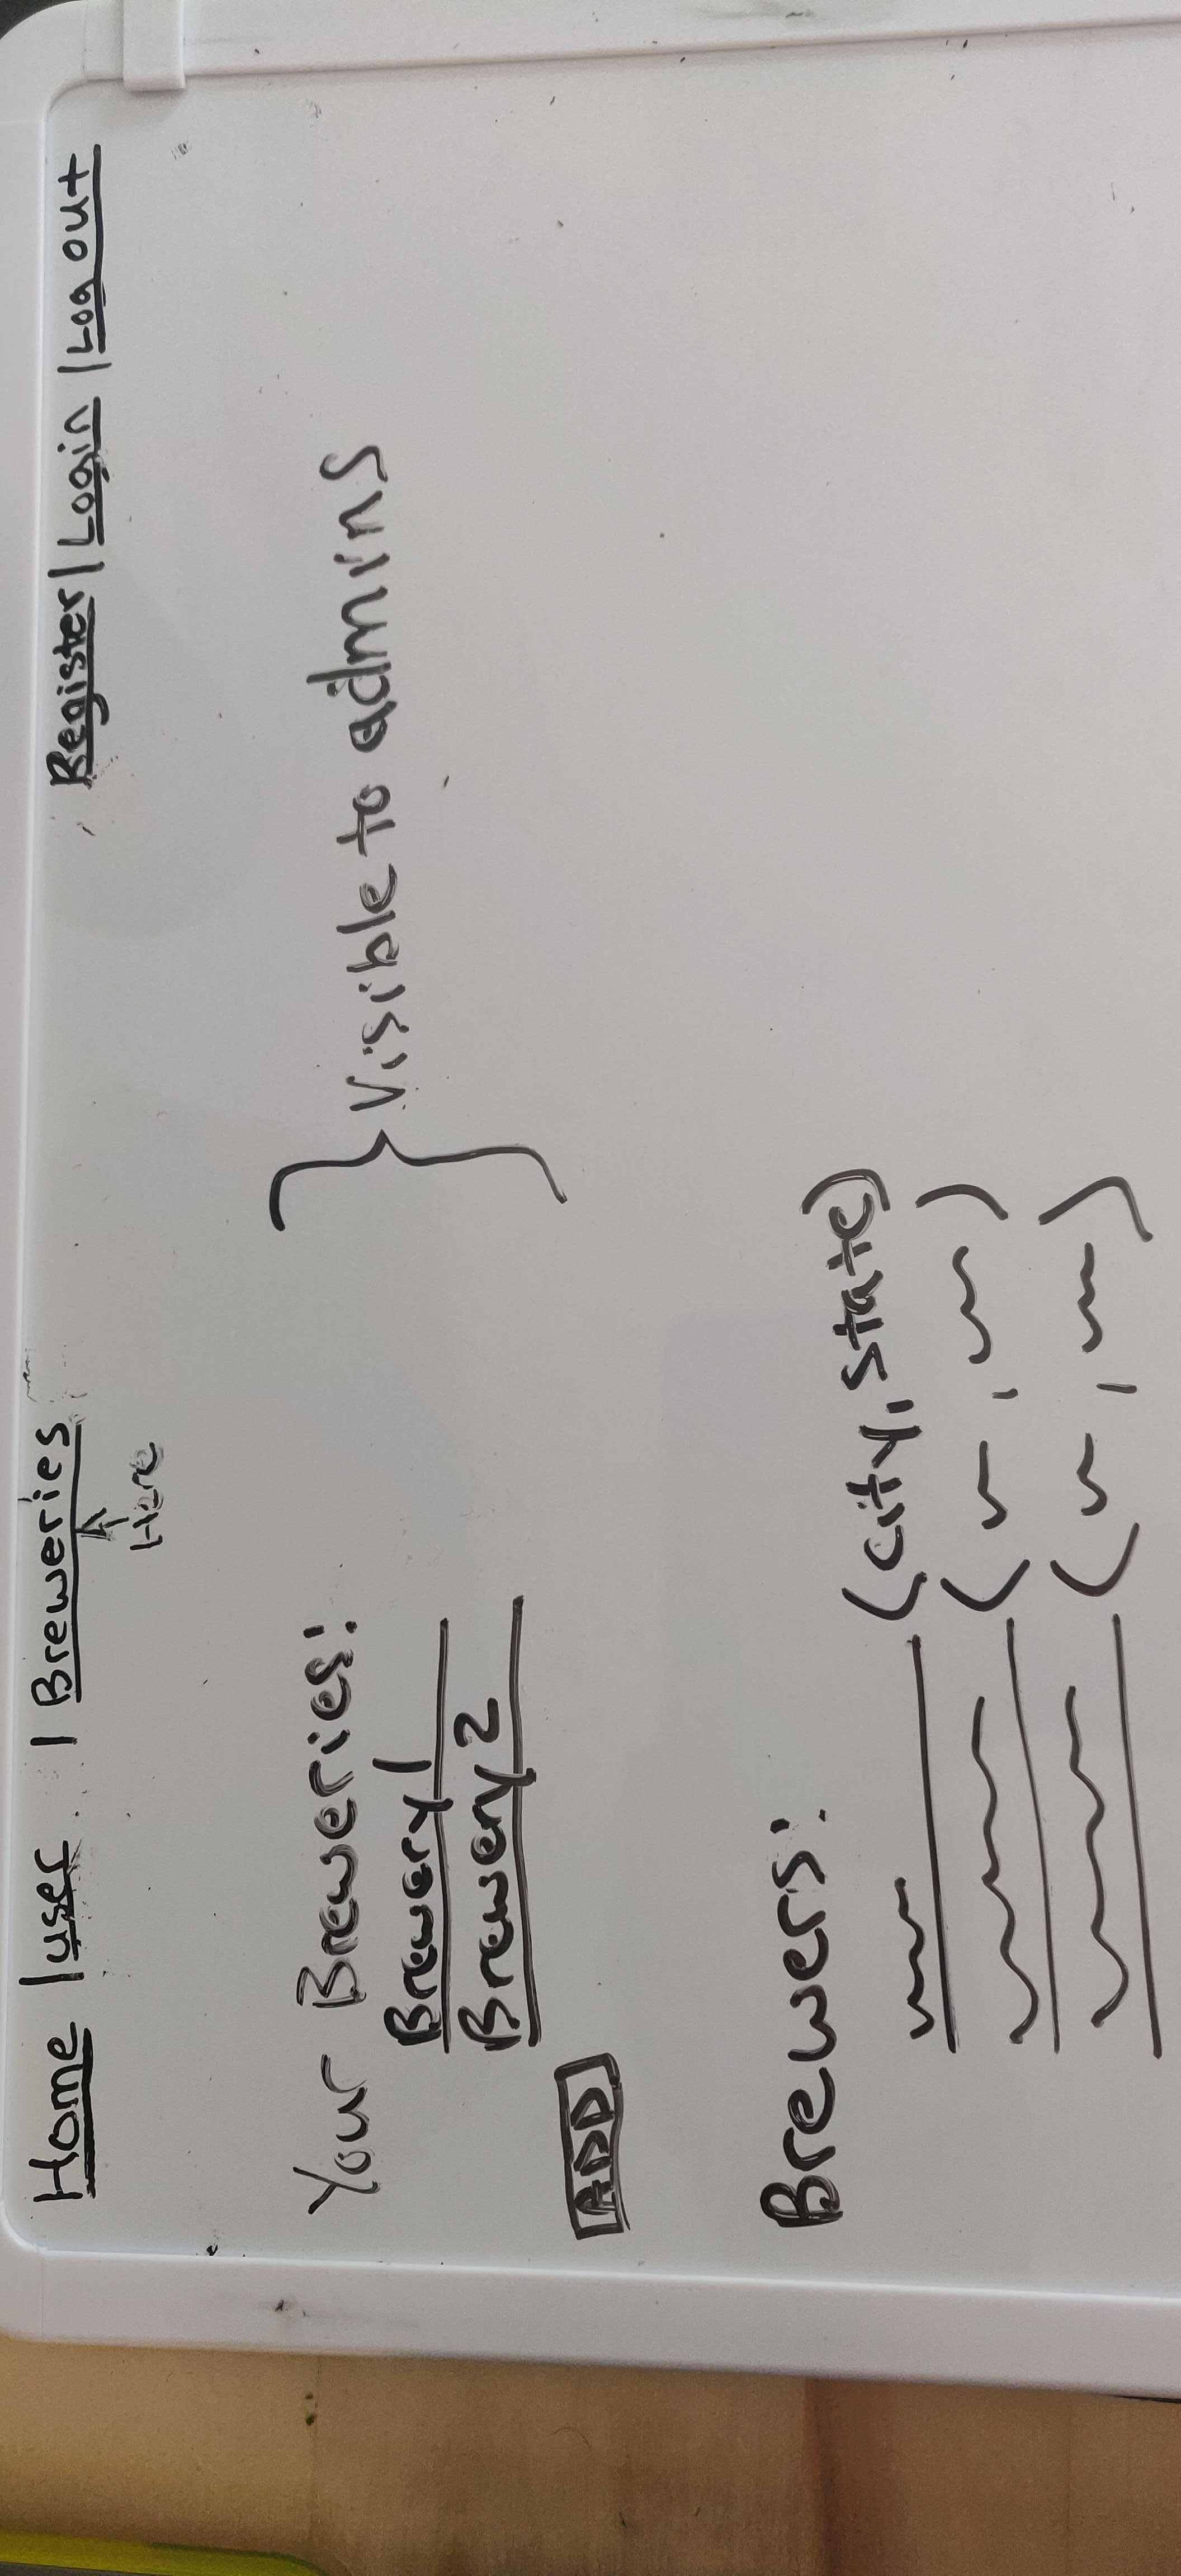 Home | user | Breweries Register | Login | Log out
Here
Your Breweries:
Brewery 1
Brewery 2
Visible to admins
ADD
Brewers:
(City, State)
( , )
( , )